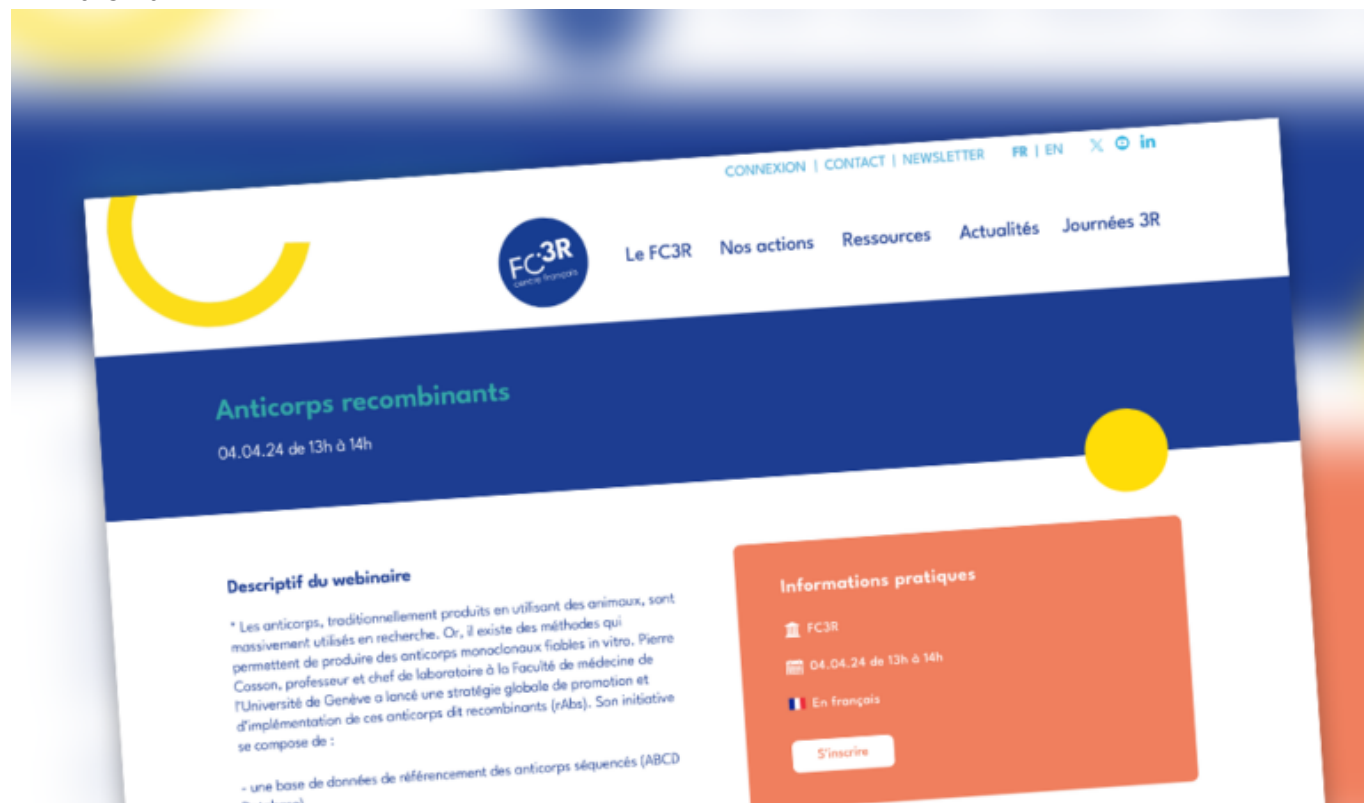 CONNEXION | CONTACT | NEWSLETTER FR | EN
FC3R
centre français
Le FC3R Nos actions Ressources Actualités Journées 3R
Anticorps recombinants
04.04.24 de 13h à 14h
Descriptif du webinaire
* Les anticorps, traditionnellement produits en utilisant des animaux, sont
massivement utilisés en recherche. Or, il existe des méthodes qui
permettent de produire des anticorps monoclonaux fiables in vitro. Pierre
Cosson, professeur et chef de laboratoire à la Faculté de médecine de
l'Université de Genève a lancé une stratégie globale de promotion et
d'implémentation de ces anticorps dit recombinants (rAbs). Son initiative
se compose de :
- une base de données de référencement des anticorps séquencés (ABCD
Informations pratiques
FC3R
04.04.24 de 13h à 14h
En français
S'inscrire